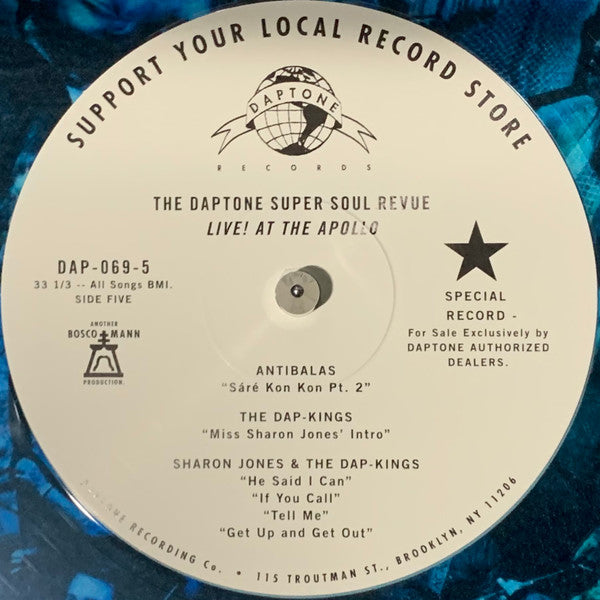 SUPPORT YOUR LOCAL RECORD STORE
DAPTONE
RECORDS
THE DAPTONE SUPER SOUL REVUE
LIVE! AT THE APOLLO
DAP-069-5
33 1/3 -- All Songs BMI.
SIDE FIVE
ANOTHER
BOSCO MANN
PRODUCTION.
SPECIAL
RECORD -
For Sale Exclusively by
DAPTONE AUTHORIZED
DEALERS.
ANTIBALAS
“Sáré Kon Kon Pt. 2”
THE DAP-KINGS
“Miss Sharon Jones’ Intro”
SHARON JONES & THE DAP-KINGS
“He Said I Can”
“If You Call”
“Tell Me”
“Get Up and Get Out”
DAPTONE RECORDING Co. • 115 TROUTMAN ST., BROOKLYN, NY 11206